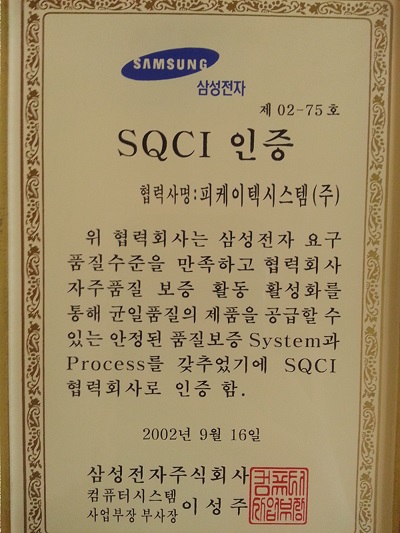 SAMSUNG
삼성전자
제 02-75호
SQCI 인증
협력사명:피케이텍시스템(주)
위 협력회사는 삼성전자 요구
품질수준을 만족하고 협력회사
자주품질 보증 활동 활성화를
통해 균일품질의 제품을 공급할 수
있는 안정된 품질보증 System과
Process를 갖추었기에 SQCI
협력회사로 인증 함.
2002년 9월 16일
삼성전자주식회사
컴퓨터시스템
사업부장 부사장 이성주